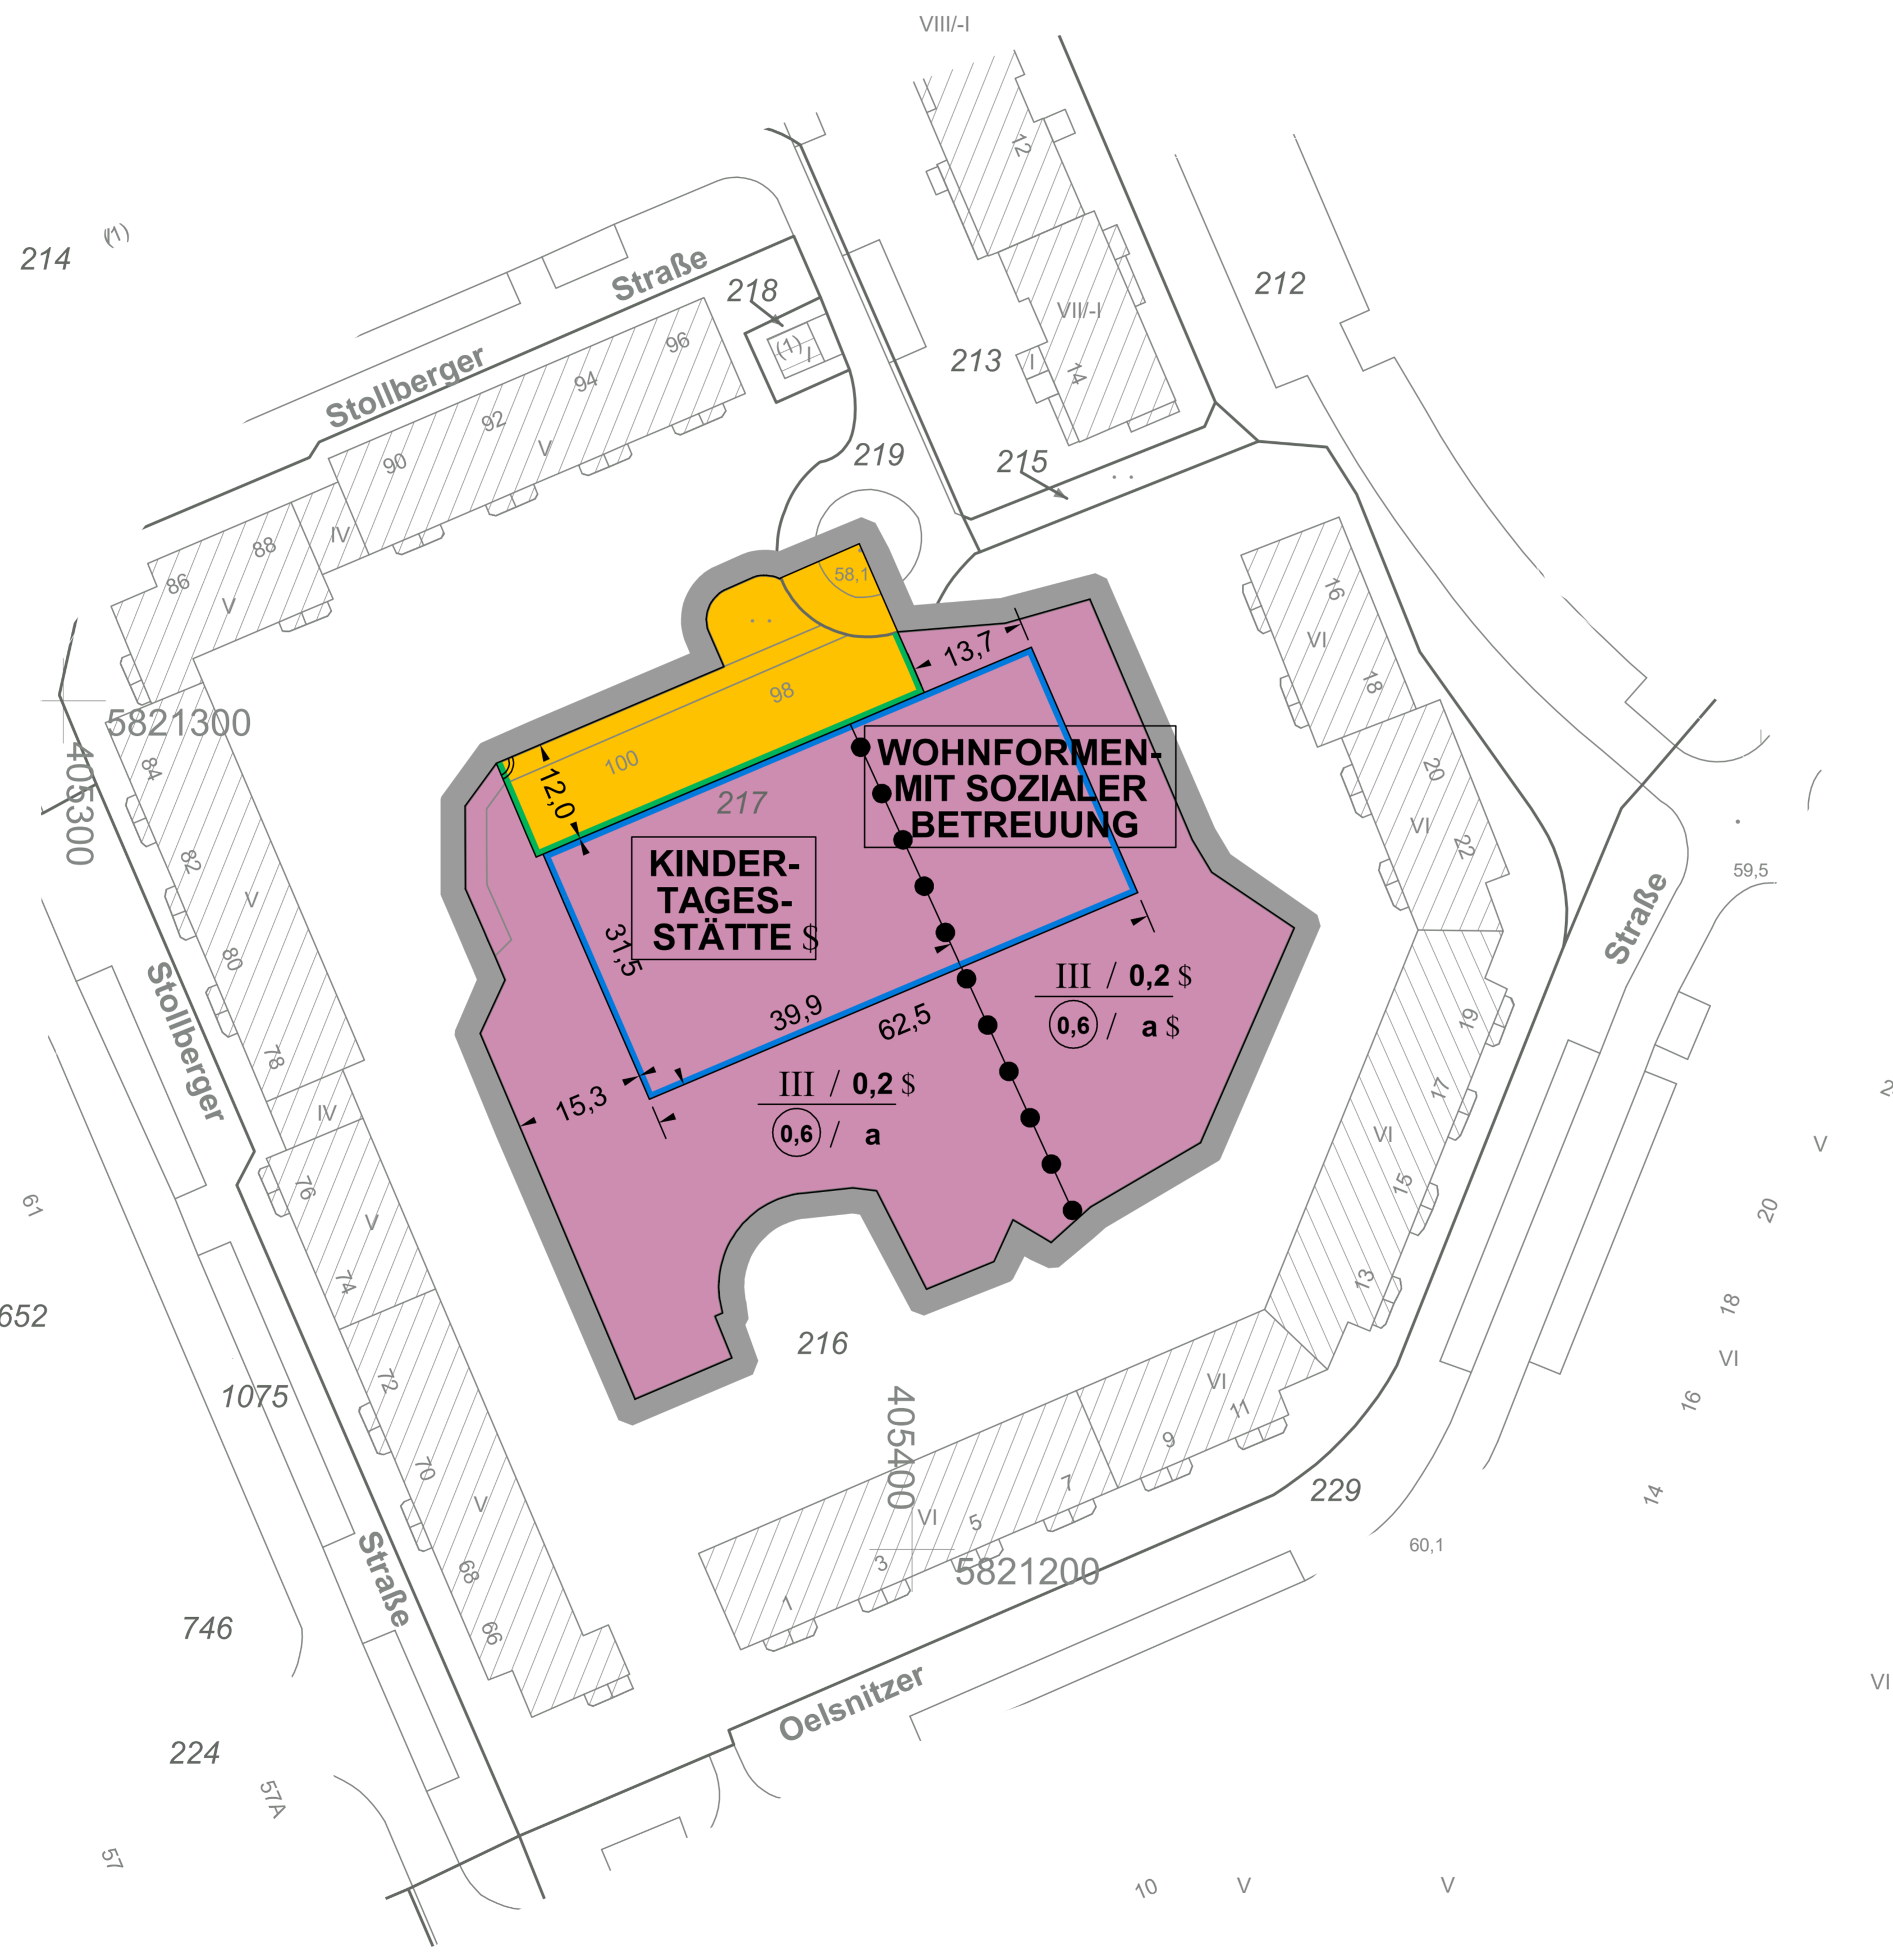 VIII/-I
12
(1)
214
Straße
218
212
VII/-I
96
(1)
I
213
I
14
Stollberger
94
92
V
90
219
215
IV
88
86
V
58,1
16
VI
13,7
18
98
5821300
405300
100
12,0
217
WOHNFORMEN-
MIT SOZIALER
BETREUUNG
84
20
VI
22
KINDER-
TAGES-
STÄTTE $
82
V
59,5
31,5
80
Straße
Stollberger
III / 0,2 $
0,6 / a $
39,9
62,5
19
78
III / 0,2 $
0,6 / a
15,3
IV
17
VI
V
15
76
61
V
20
74
13
18
652
216
VI
72
1075
VI
11
16
405400
9
70
7
V
VI
5
229
14
60,1
3
5821200
68
Straße
1
66
746
VI
Oelsnitzer
224
57A
57
10
V
V